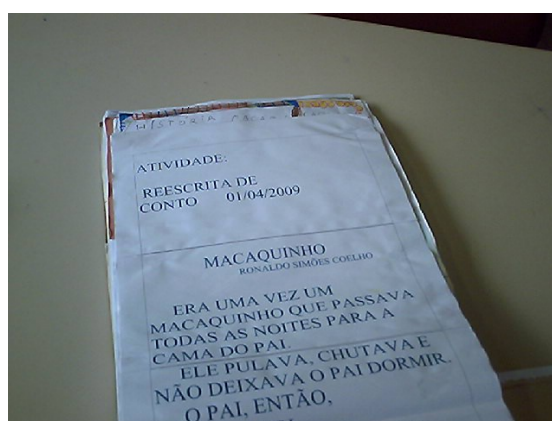 HISTORIA
ATIVIDADE:
REESCRITA DE
CONTO 01/04/2009
MACAQUINHO
RONALDO SIMÕES COELHO
ERA UMA VEZ UM
MACAQUINHO QUE PASSAVA
TODAS AS NOITES PARA A
CAMA DO PAI.
ELE PULAVA, CHUTAVA E
NÃO DEIXAVA O PAI DORMIR.
O PAI, ENTÃO,